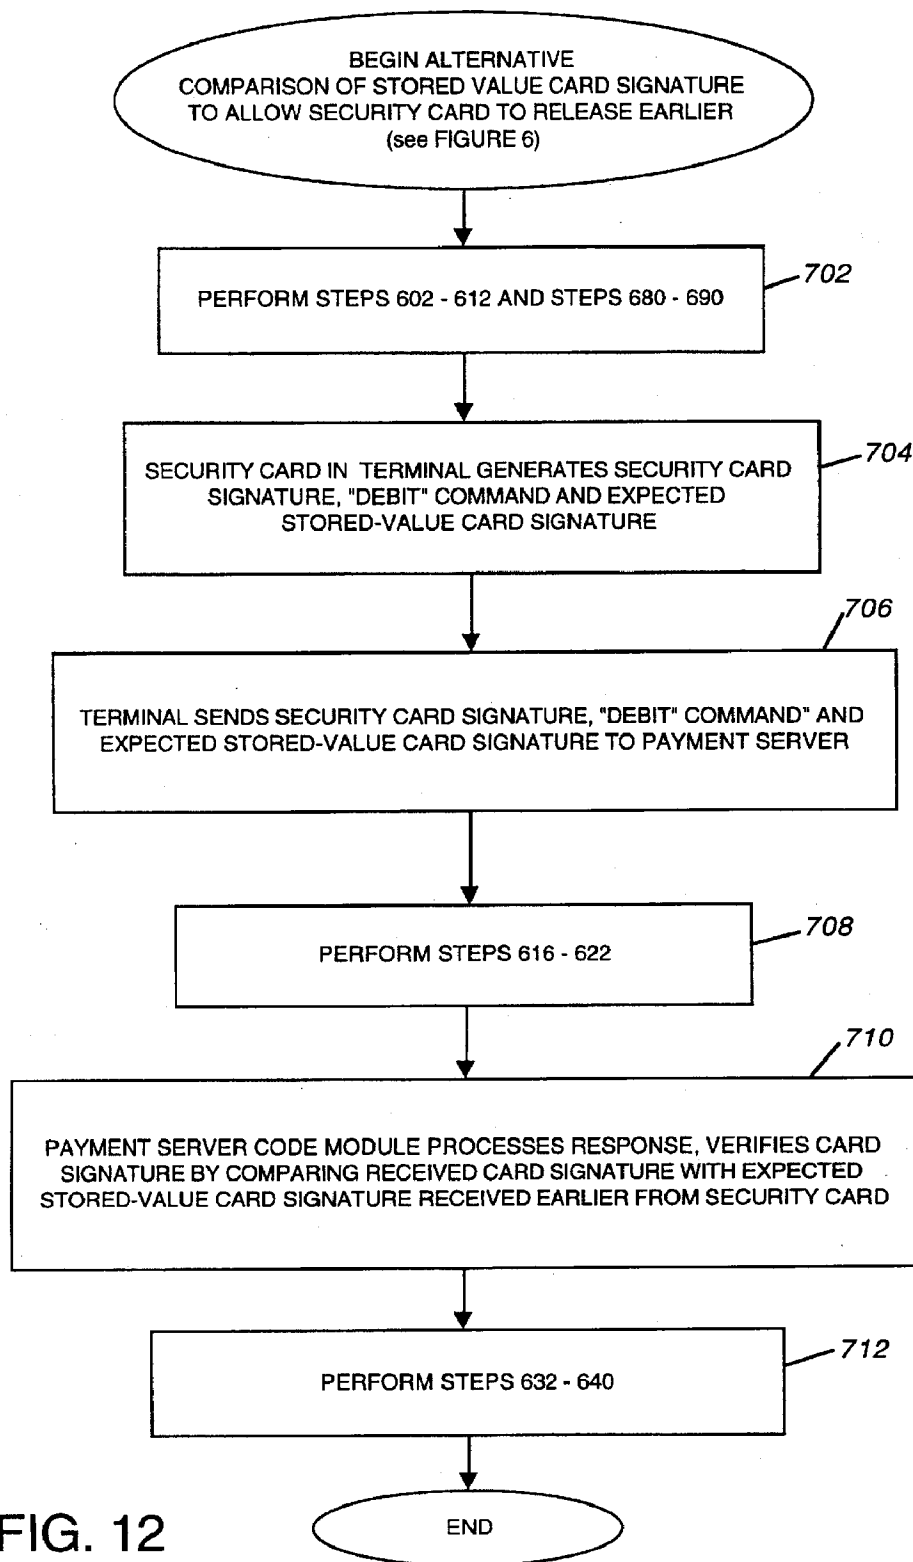 BEGIN ALTERNATIVE
COMPARISON OF STORED VALUE CARD SIGNATURE
TO ALLOW SECURITY CARD TO RELEASE EARLIER
(see FIGURE 6)
702
PERFORM STEPS 602 - 612 AND STEPS 680 - 690
704
SECURITY CARD IN TERMINAL GENERATES SECURITY CARD
SIGNATURE, "DEBIT" COMMAND AND EXPECTED
STORED-VALUE CARD SIGNATURE
706
TERMINAL SENDS SECURITY CARD SIGNATURE, "DEBIT" COMMAND" AND
EXPECTED STORED-VALUE CARD SIGNATURE TO PAYMENT SERVER
708
PERFORM STEPS 616 - 622
710
PAYMENT SERVER CODE MODULE PROCESSES RESPONSE, VERIFIES CARD
SIGNATURE BY COMPARING RECEIVED CARD SIGNATURE WITH EXPECTED
STORED-VALUE CARD SIGNATURE RECEIVED EARLIER FROM SECURITY CARD
712
PERFORM STEPS 632 - 640
END
FIG. 12